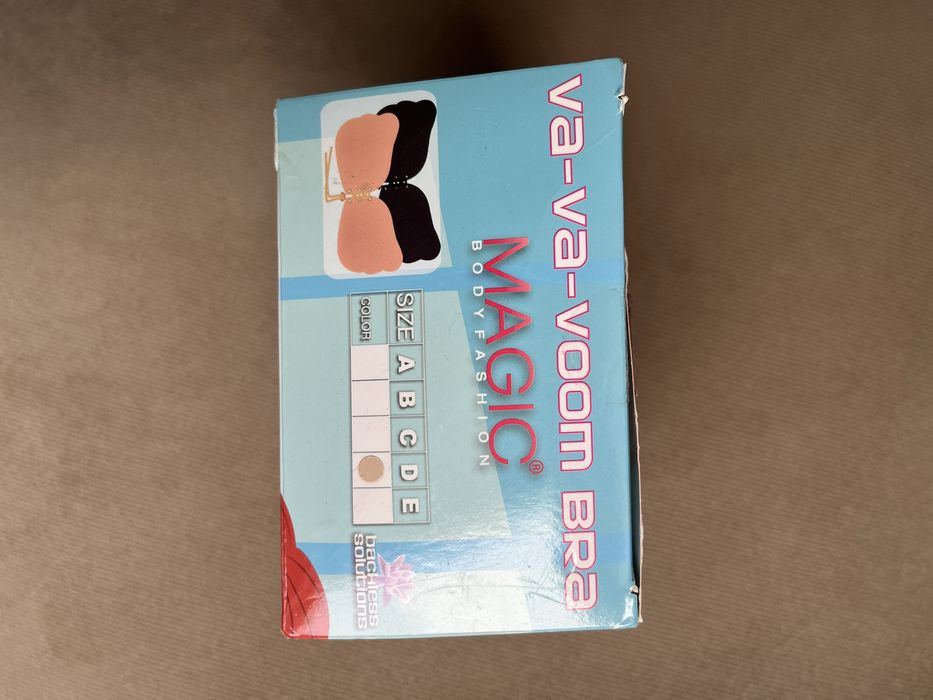 va-va-voom BRa
MAGIC®
BODYFASHION
SIZE A B C D E
COLOR
backless
solutions